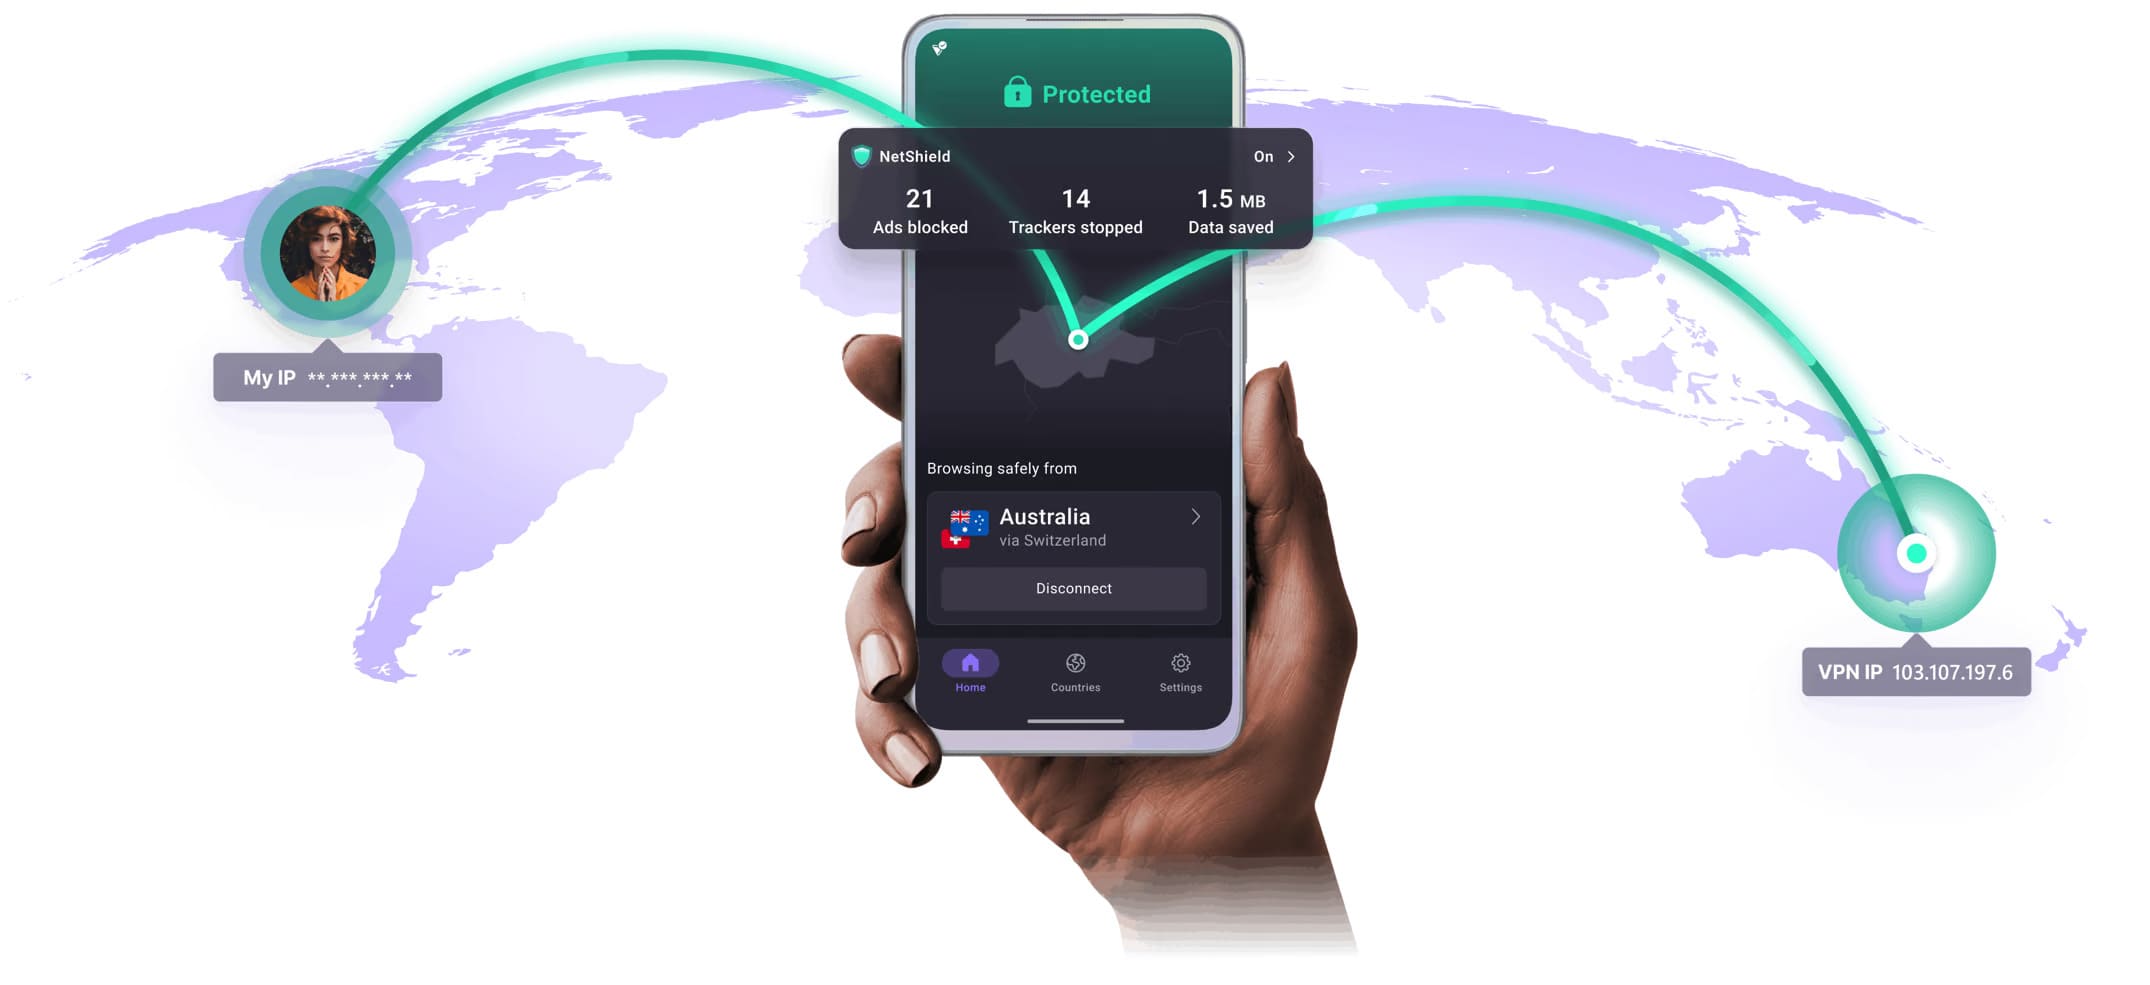 Protected
NetShield
On
21
14
1.5 MB
Ads blocked
Trackers stopped
Data saved
My IP **.***.***.**
Browsing safely from
Australia
via Switzerland
Disconnect
Home
Countries
Settings
VPN IP 103.107.197.6